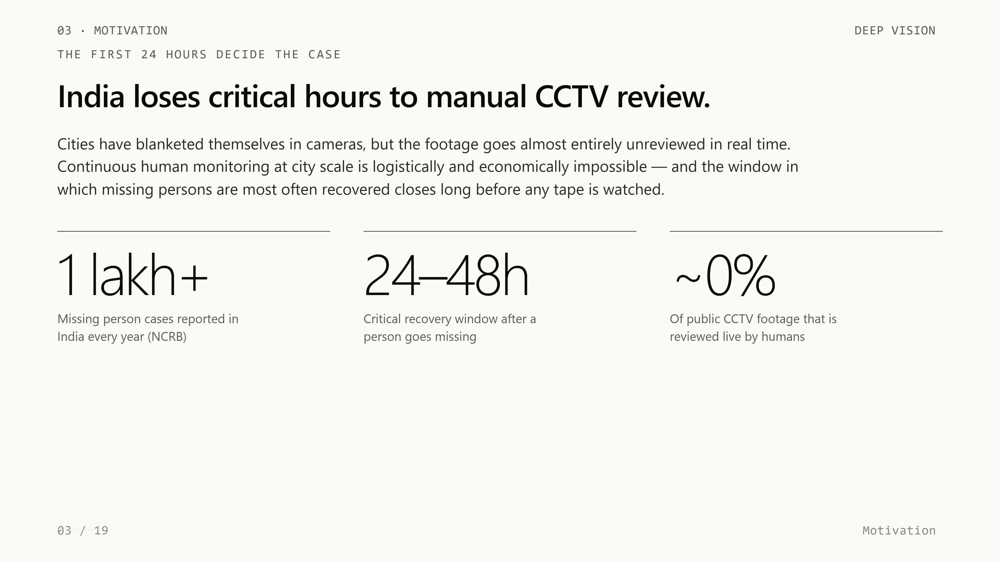 03 · MOTIVATION
DEEP VISION
THE FIRST 24 HOURS DECIDE THE CASE
India loses critical hours to manual CCTV review.
Cities have blanketed themselves in cameras, but the footage goes almost entirely unreviewed in real time.
Continuous human monitoring at city scale is logistically and economically impossible — and the window in
which missing persons are most often recovered closes long before any tape is watched.
1 lakh+
Missing person cases reported in
India every year (NCRB)
24–48h
Critical recovery window after a
person goes missing
~0%
Of public CCTV footage that is
reviewed live by humans
03 / 19
Motivation